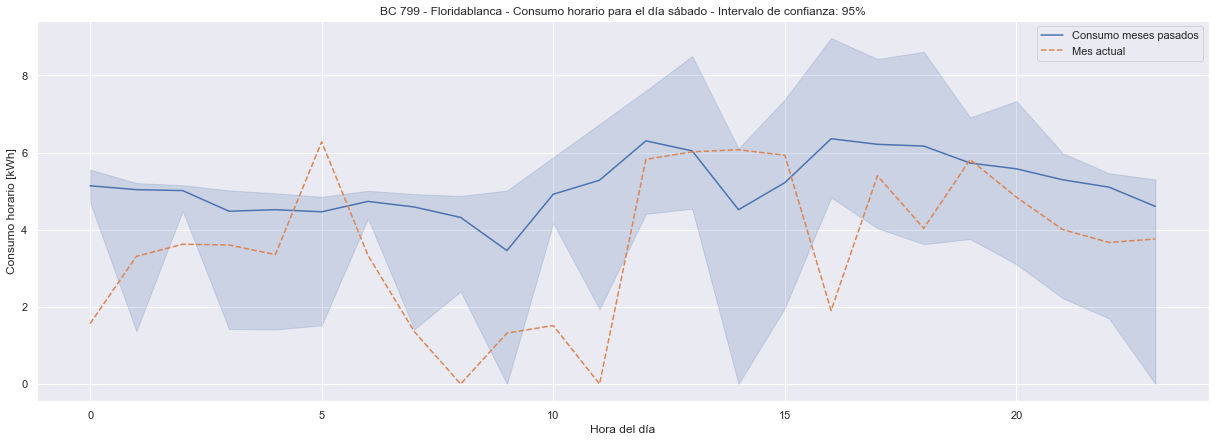 BC 799 - Floridablanca - Consumo horario para el día sábado - Intervalo de confianza: 95%
Consumo meses pasados
Mes actual
Consumo horario [kWh]
8
6
4
2
0
0 5 10 15 20
Hora del día